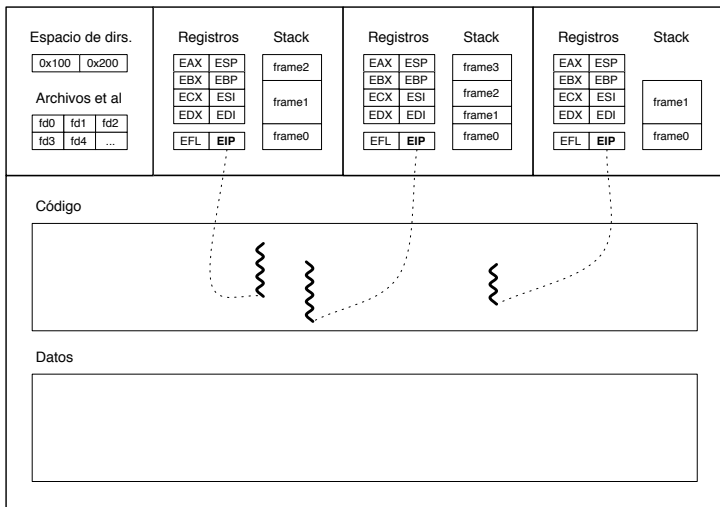 Espacio de dirs.
0x100 0x200
Archivos et al
fd0 fd1 fd2
fd3 fd4 ...
Registros Stack
EAX ESP
EBX EBP
ECX ESI
EDX EDI
EFL EIP
frame2
frame1
frame0
Registros Stack
EAX ESP
EBX EBP
ECX ESI
EDX EDI
EFL EIP
frame3
frame2
frame1
frame0
Registros Stack
EAX ESP
EBX EBP
ECX ESI
EDX EDI
EFL EIP
frame1
frame0
Código
Datos